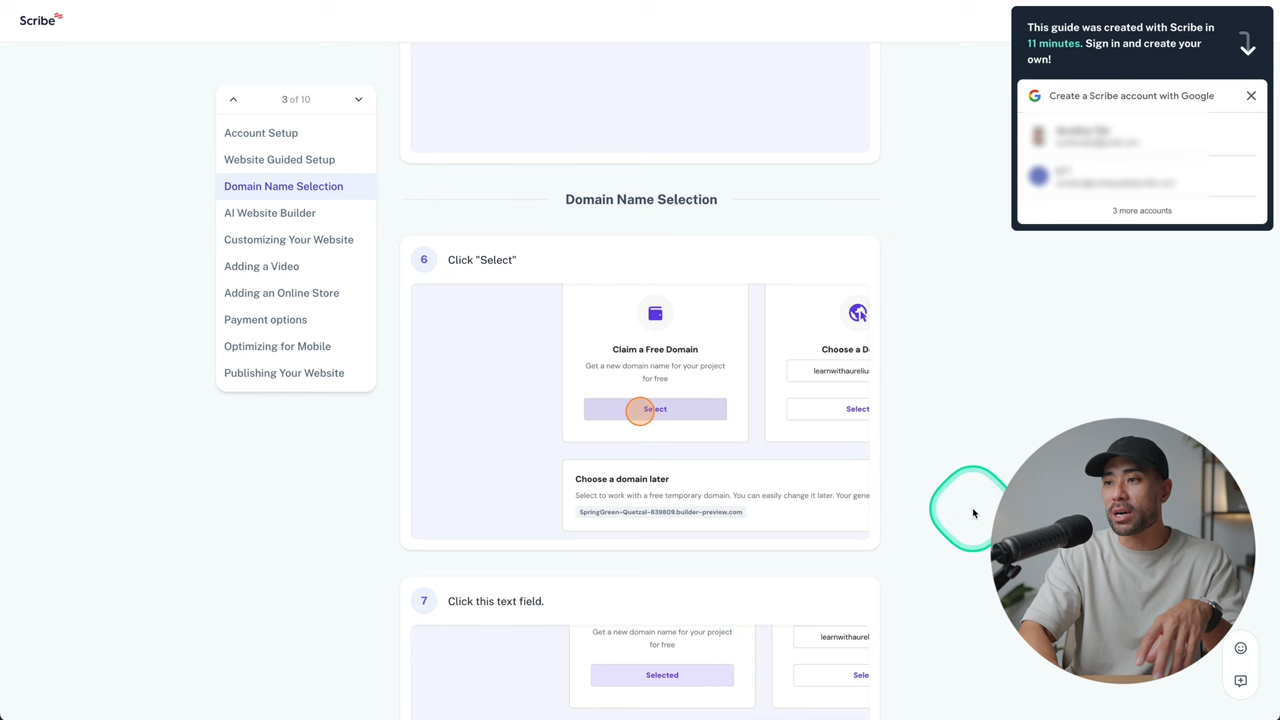 Scribe
This guide was created with Scribe in
11 minutes. Sign in and create your
own!
Create a Scribe account with Google
3 more accounts
3 of 10
Account Setup
Website Guided Setup
Domain Name Selection
AI Website Builder
Customizing Your Website
Adding a Video
Adding an Online Store
Payment options
Optimizing for Mobile
Publishing Your Website
Domain Name Selection
6 Click "Select"
Claim a Free Domain
Get a new domain name for your project
for free
Select
Choose a D
learnwithaureliu
Select
Choose a domain later
Select to work with a free temporary domain. You can easily change it later. Your gene
SpringGreen-Quetzal-839809.builder-preview.com
7 Click this text field.
Get a new domain name for your project
for free
Selected
learnwithaurel
Sele